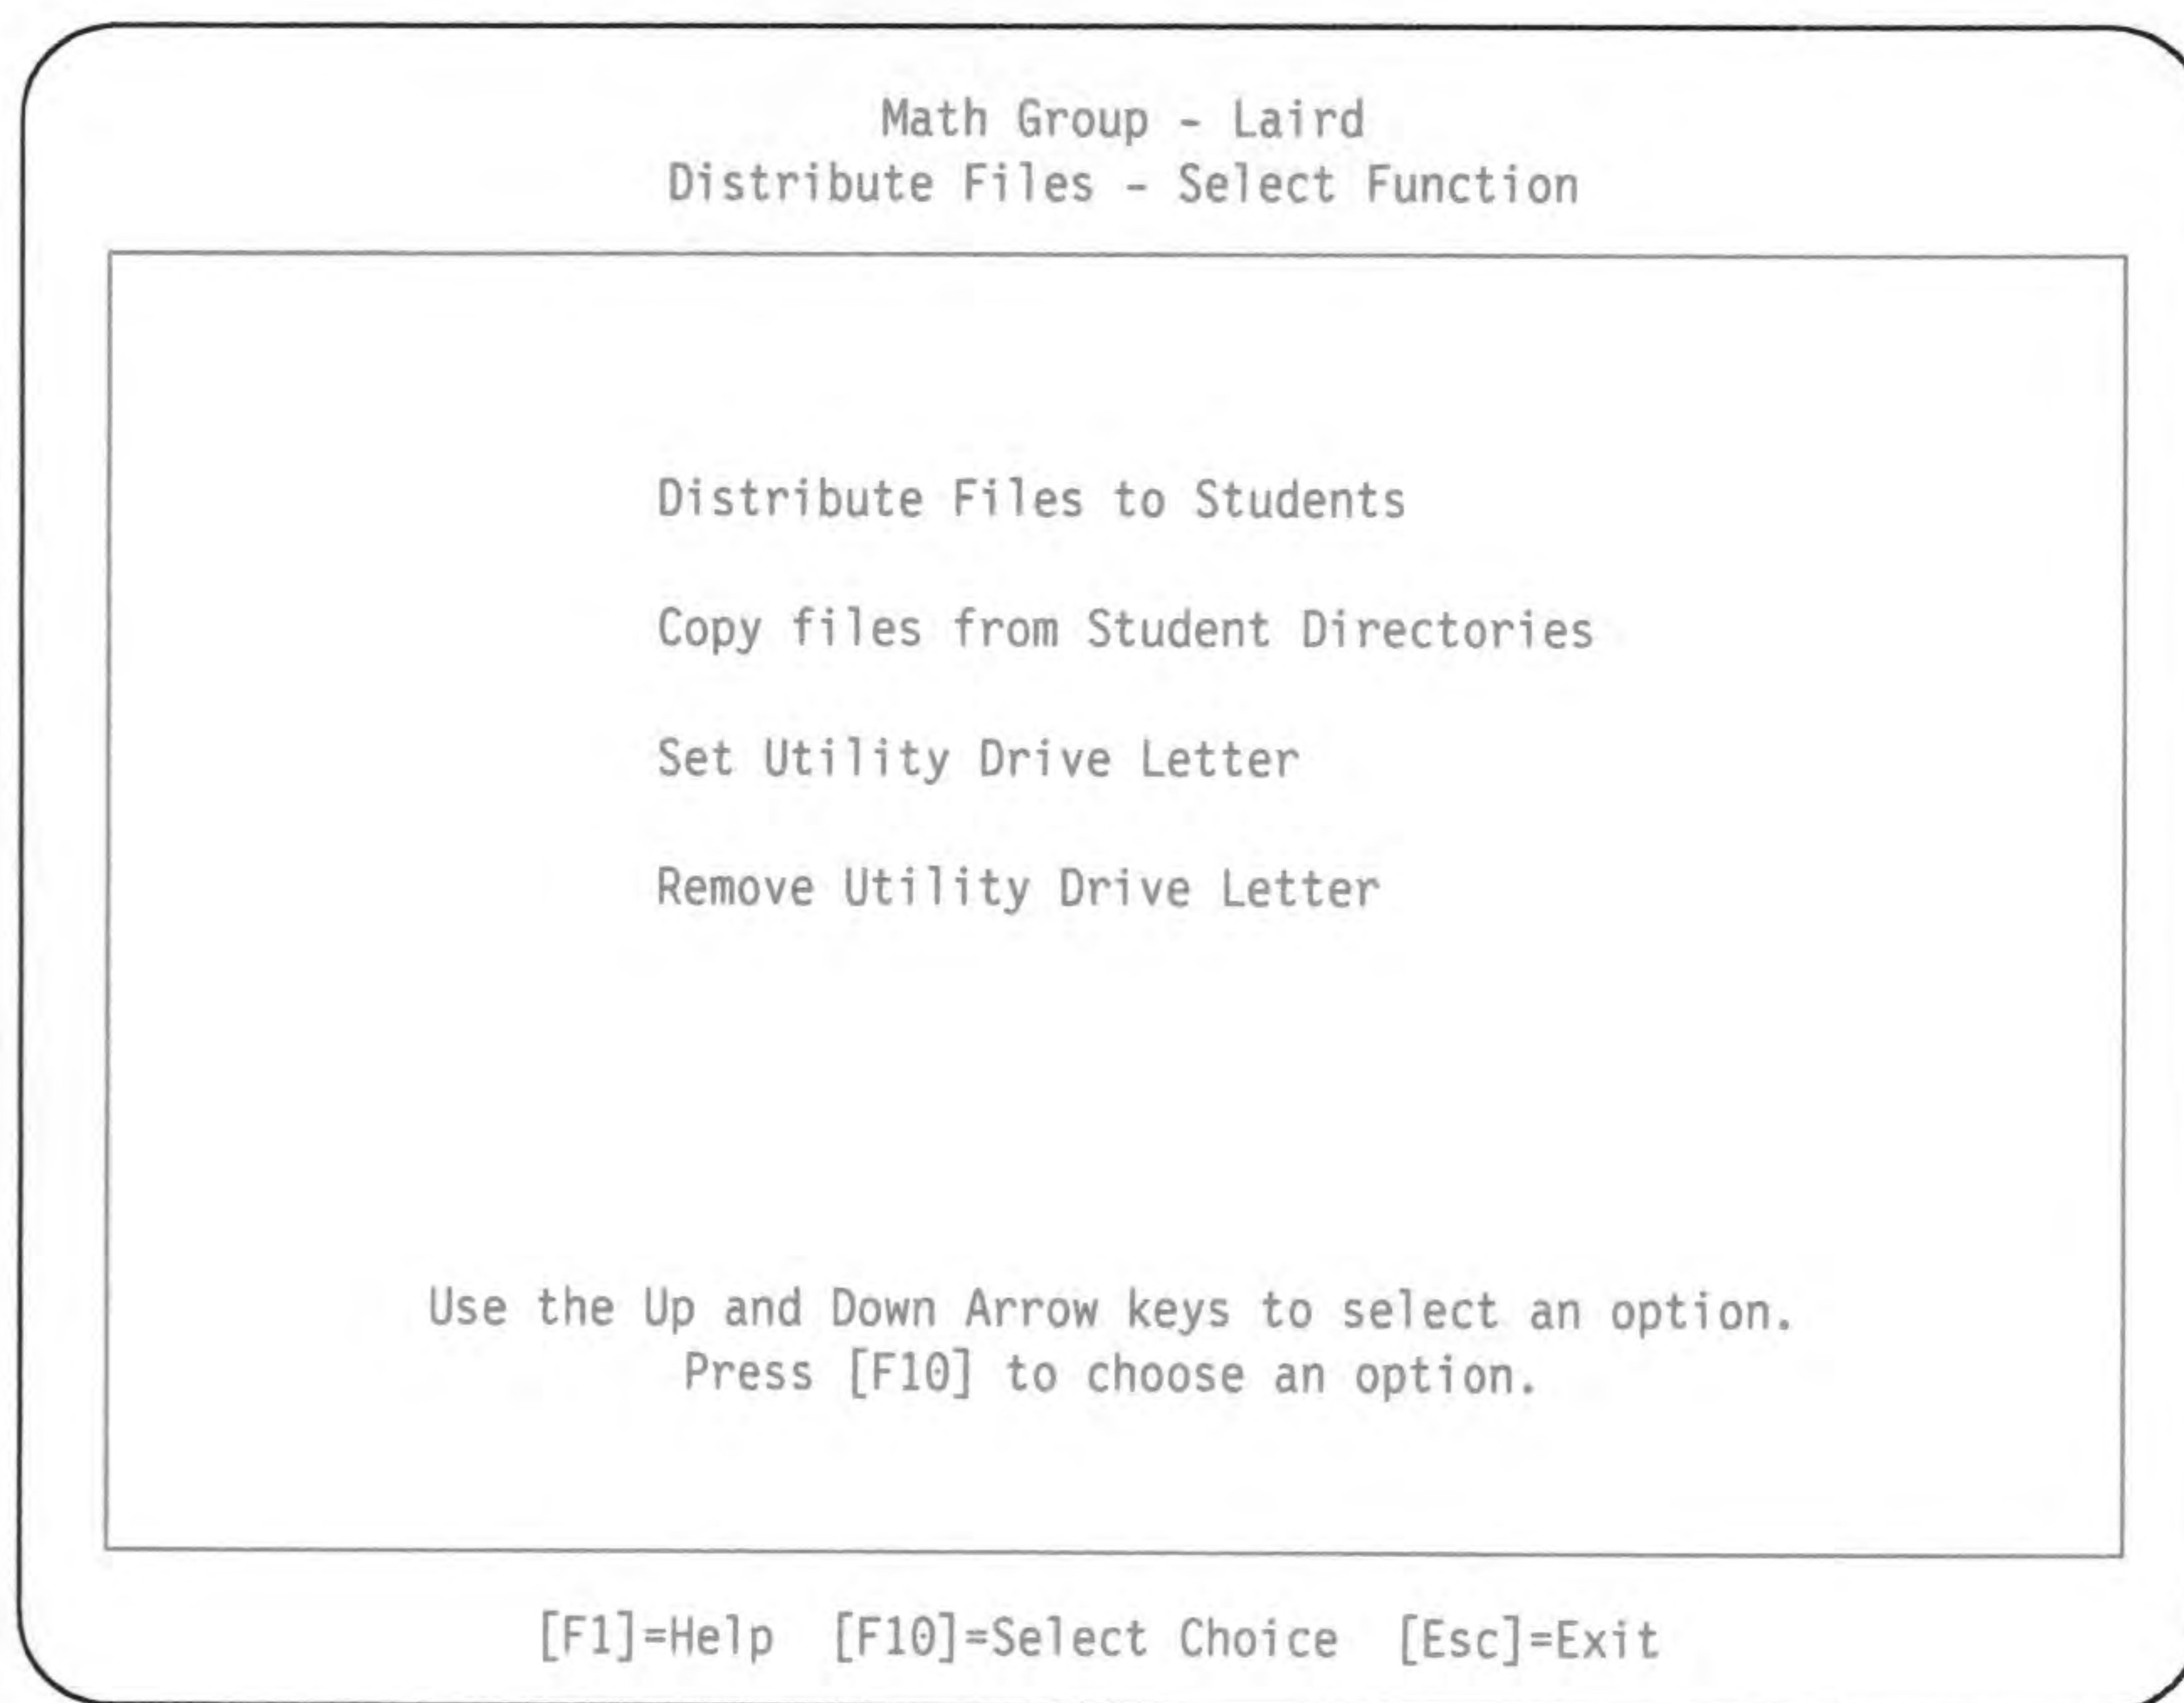 Math Group - Laird
Distribute Files - Select Function
Distribute Files to Students
Copy files from Student Directories
Set Utility Drive Letter
Remove Utility Drive Letter
Use the Up and Down Arrow keys to select an option.
Press [F10] to choose an option.
[F1]=Help [F10]=Select Choice [Esc]=Exit